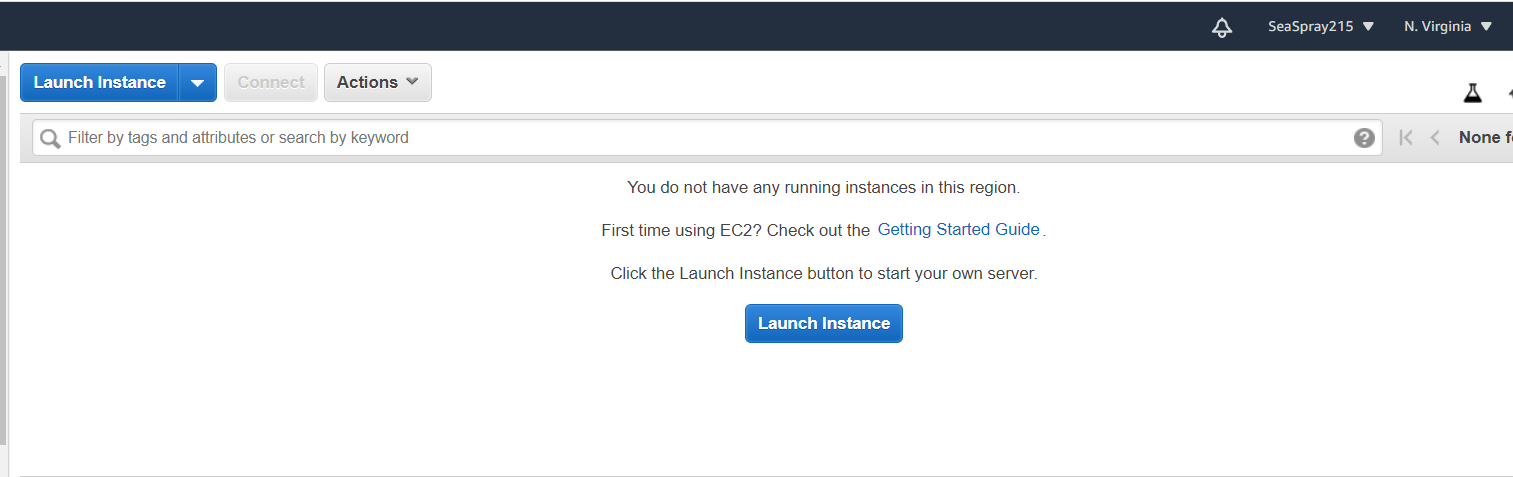 SeaSpray215 N. Virginia
Launch Instance Connect Actions
Filter by tags and attributes or search by keyword ? None
You do not have any running instances in this region.
First time using EC2? Check out the Getting Started Guide.
Click the Launch Instance button to start your own server.
Launch Instance